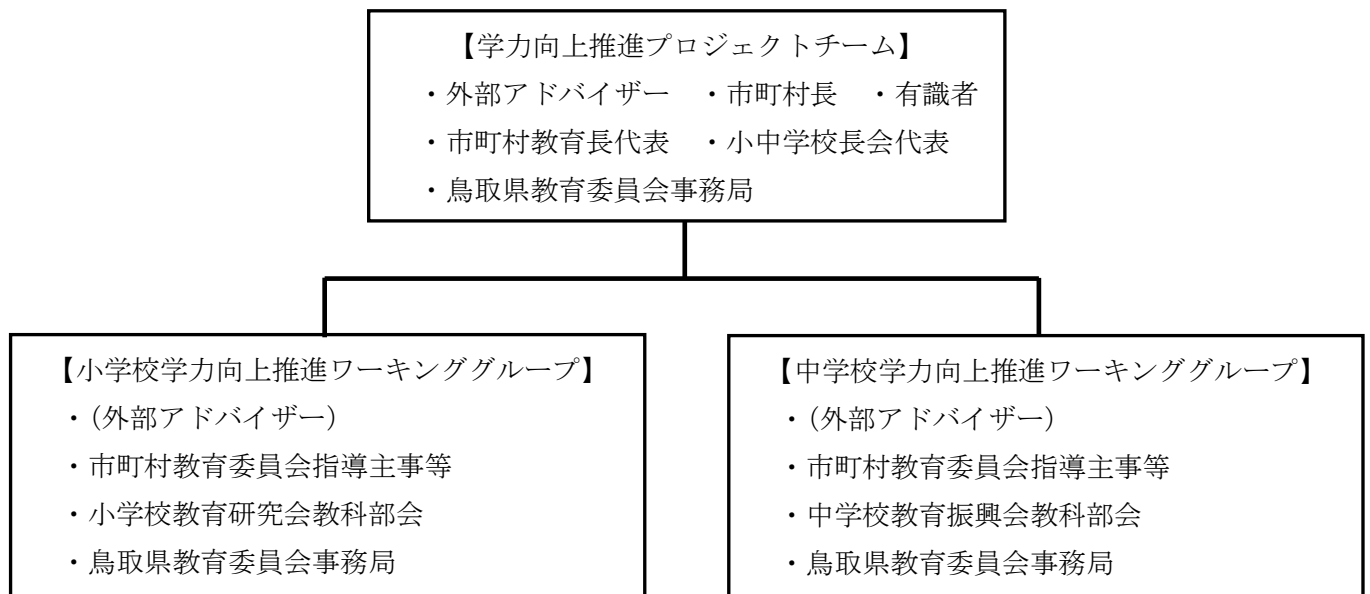 【学力向上推進プロジェクトチーム】
・外部アドバイザー　・市町村長　・有識者
・市町村教育長代表　・小中学校長会代表
・鳥取県教育委員会事務局
【小学校学力向上推進ワーキンググループ】
・（外部アドバイザー）
・市町村教育委員会指導主事等
・小学校教育研究会教科部会
・鳥取県教育委員会事務局
【中学校学力向上推進ワーキンググループ】
・（外部アドバイザー）
・市町村教育委員会指導主事等
・中学校教育振興会教科部会
・鳥取県教育委員会事務局